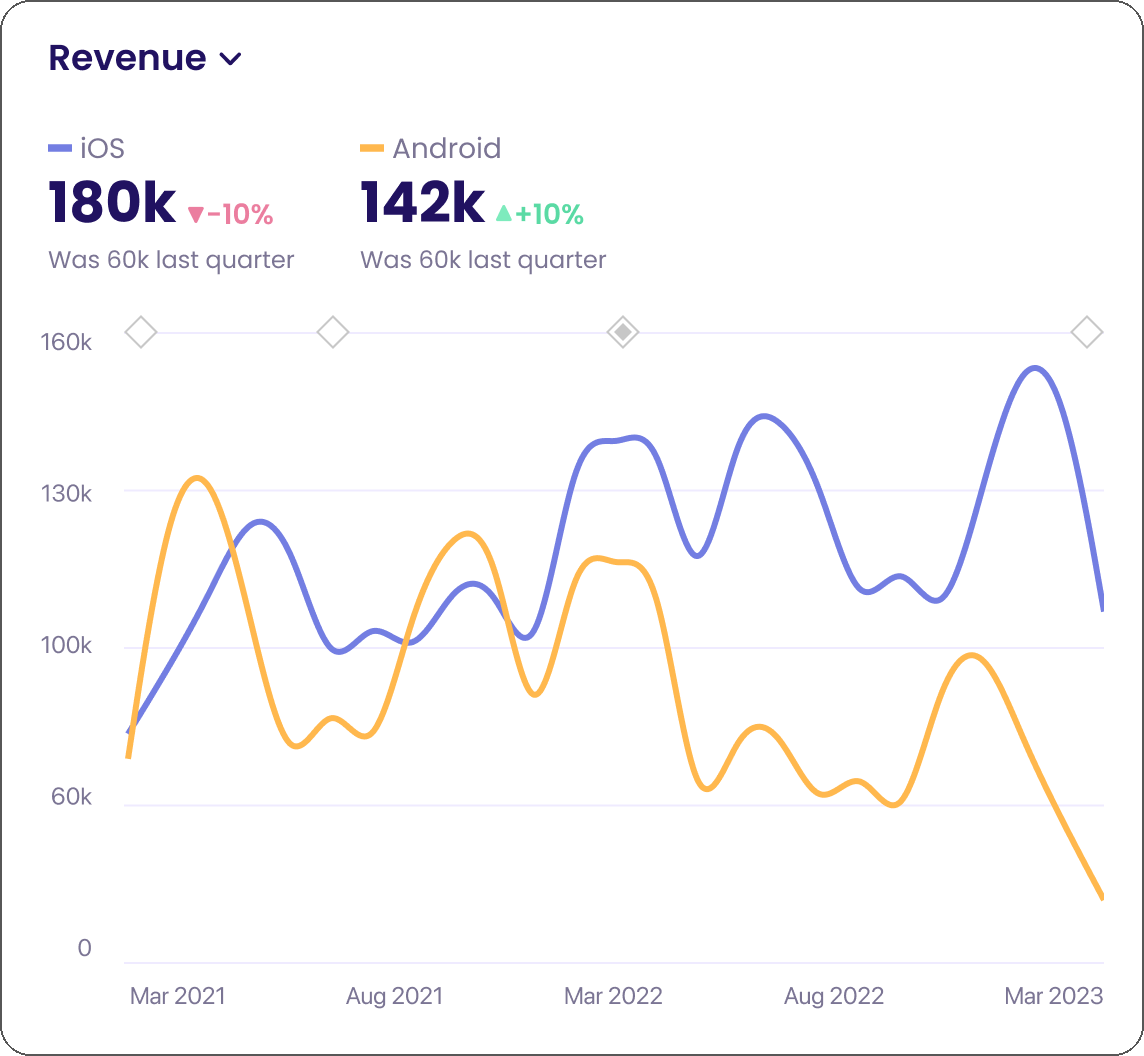 Revenue
iOS
Android
180k -10%
142k +10%
Was 60k last quarter
Was 60k last quarter
160k
130k
100k
60k
0
Mar 2021
Aug 2021
Mar 2022
Aug 2022
Mar 2023